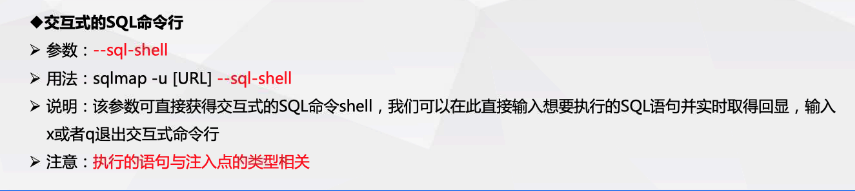 ◆交互式的SQL命令行
➢ 参数：--sql-shell
➢ 用法：sqlmap -u [URL] --sql-shell
➢ 说明：该参数可直接获得交互式的SQL命令shell，我们可以在此直接输入想要执行的SQL语句并实时取得回显，输入
x或者q退出交互式命令行
➢ 注意：执行的语句与注入点的类型相关